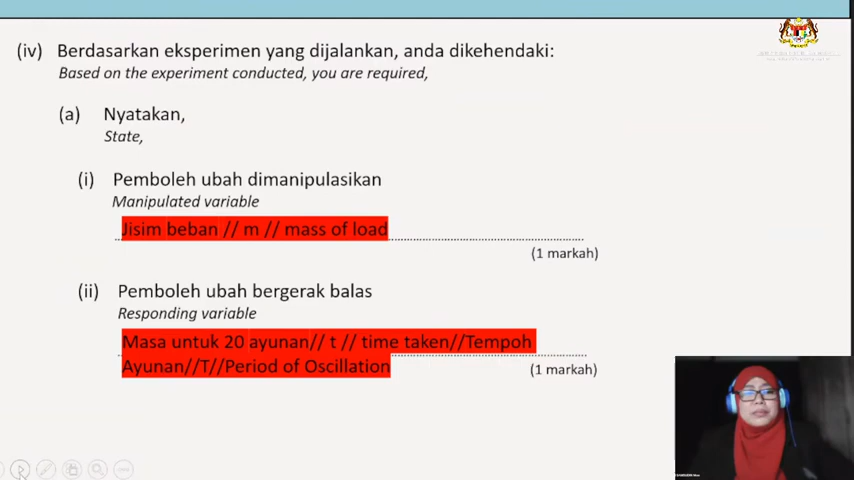 (iv) Berdasarkan eksperimen yang dijalankan, anda dikehendaki:
Based on the experiment conducted, you are required,
(a) Nyatakan,
State,
(i) Pemboleh ubah dimanipulasikan
Manipulated variable
Jisim beban // m // mass of load
(1 markah)
(ii) Pemboleh ubah bergerak balas
Responding variable
Masa untuk 20 ayunan// t // time taken//Tempoh
Ayunan//T//Period of Oscillation
(1 markah)